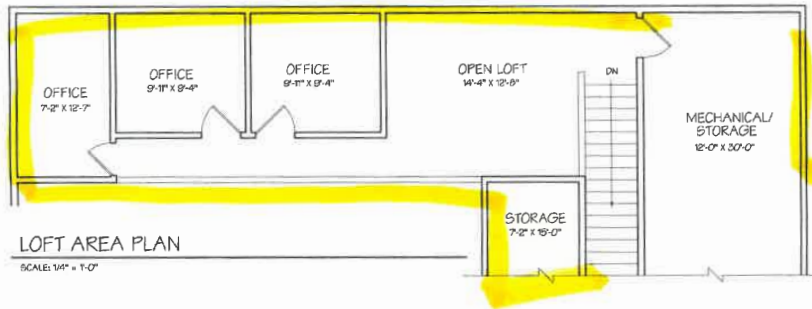 OFFICE
7'-2" X 12'-7"
OFFICE
9'-11" X 9'-4"
OFFICE
9'-11" X 9'-4"
OPEN LOFT
14'-4" X 12'-8"
DN
MECHANICAL/
STORAGE
12'-0" X 30'-0"
STORAGE
7'-2" X 15'-0"
LOFT AREA PLAN
SCALE: 1/4" = 1'-0"